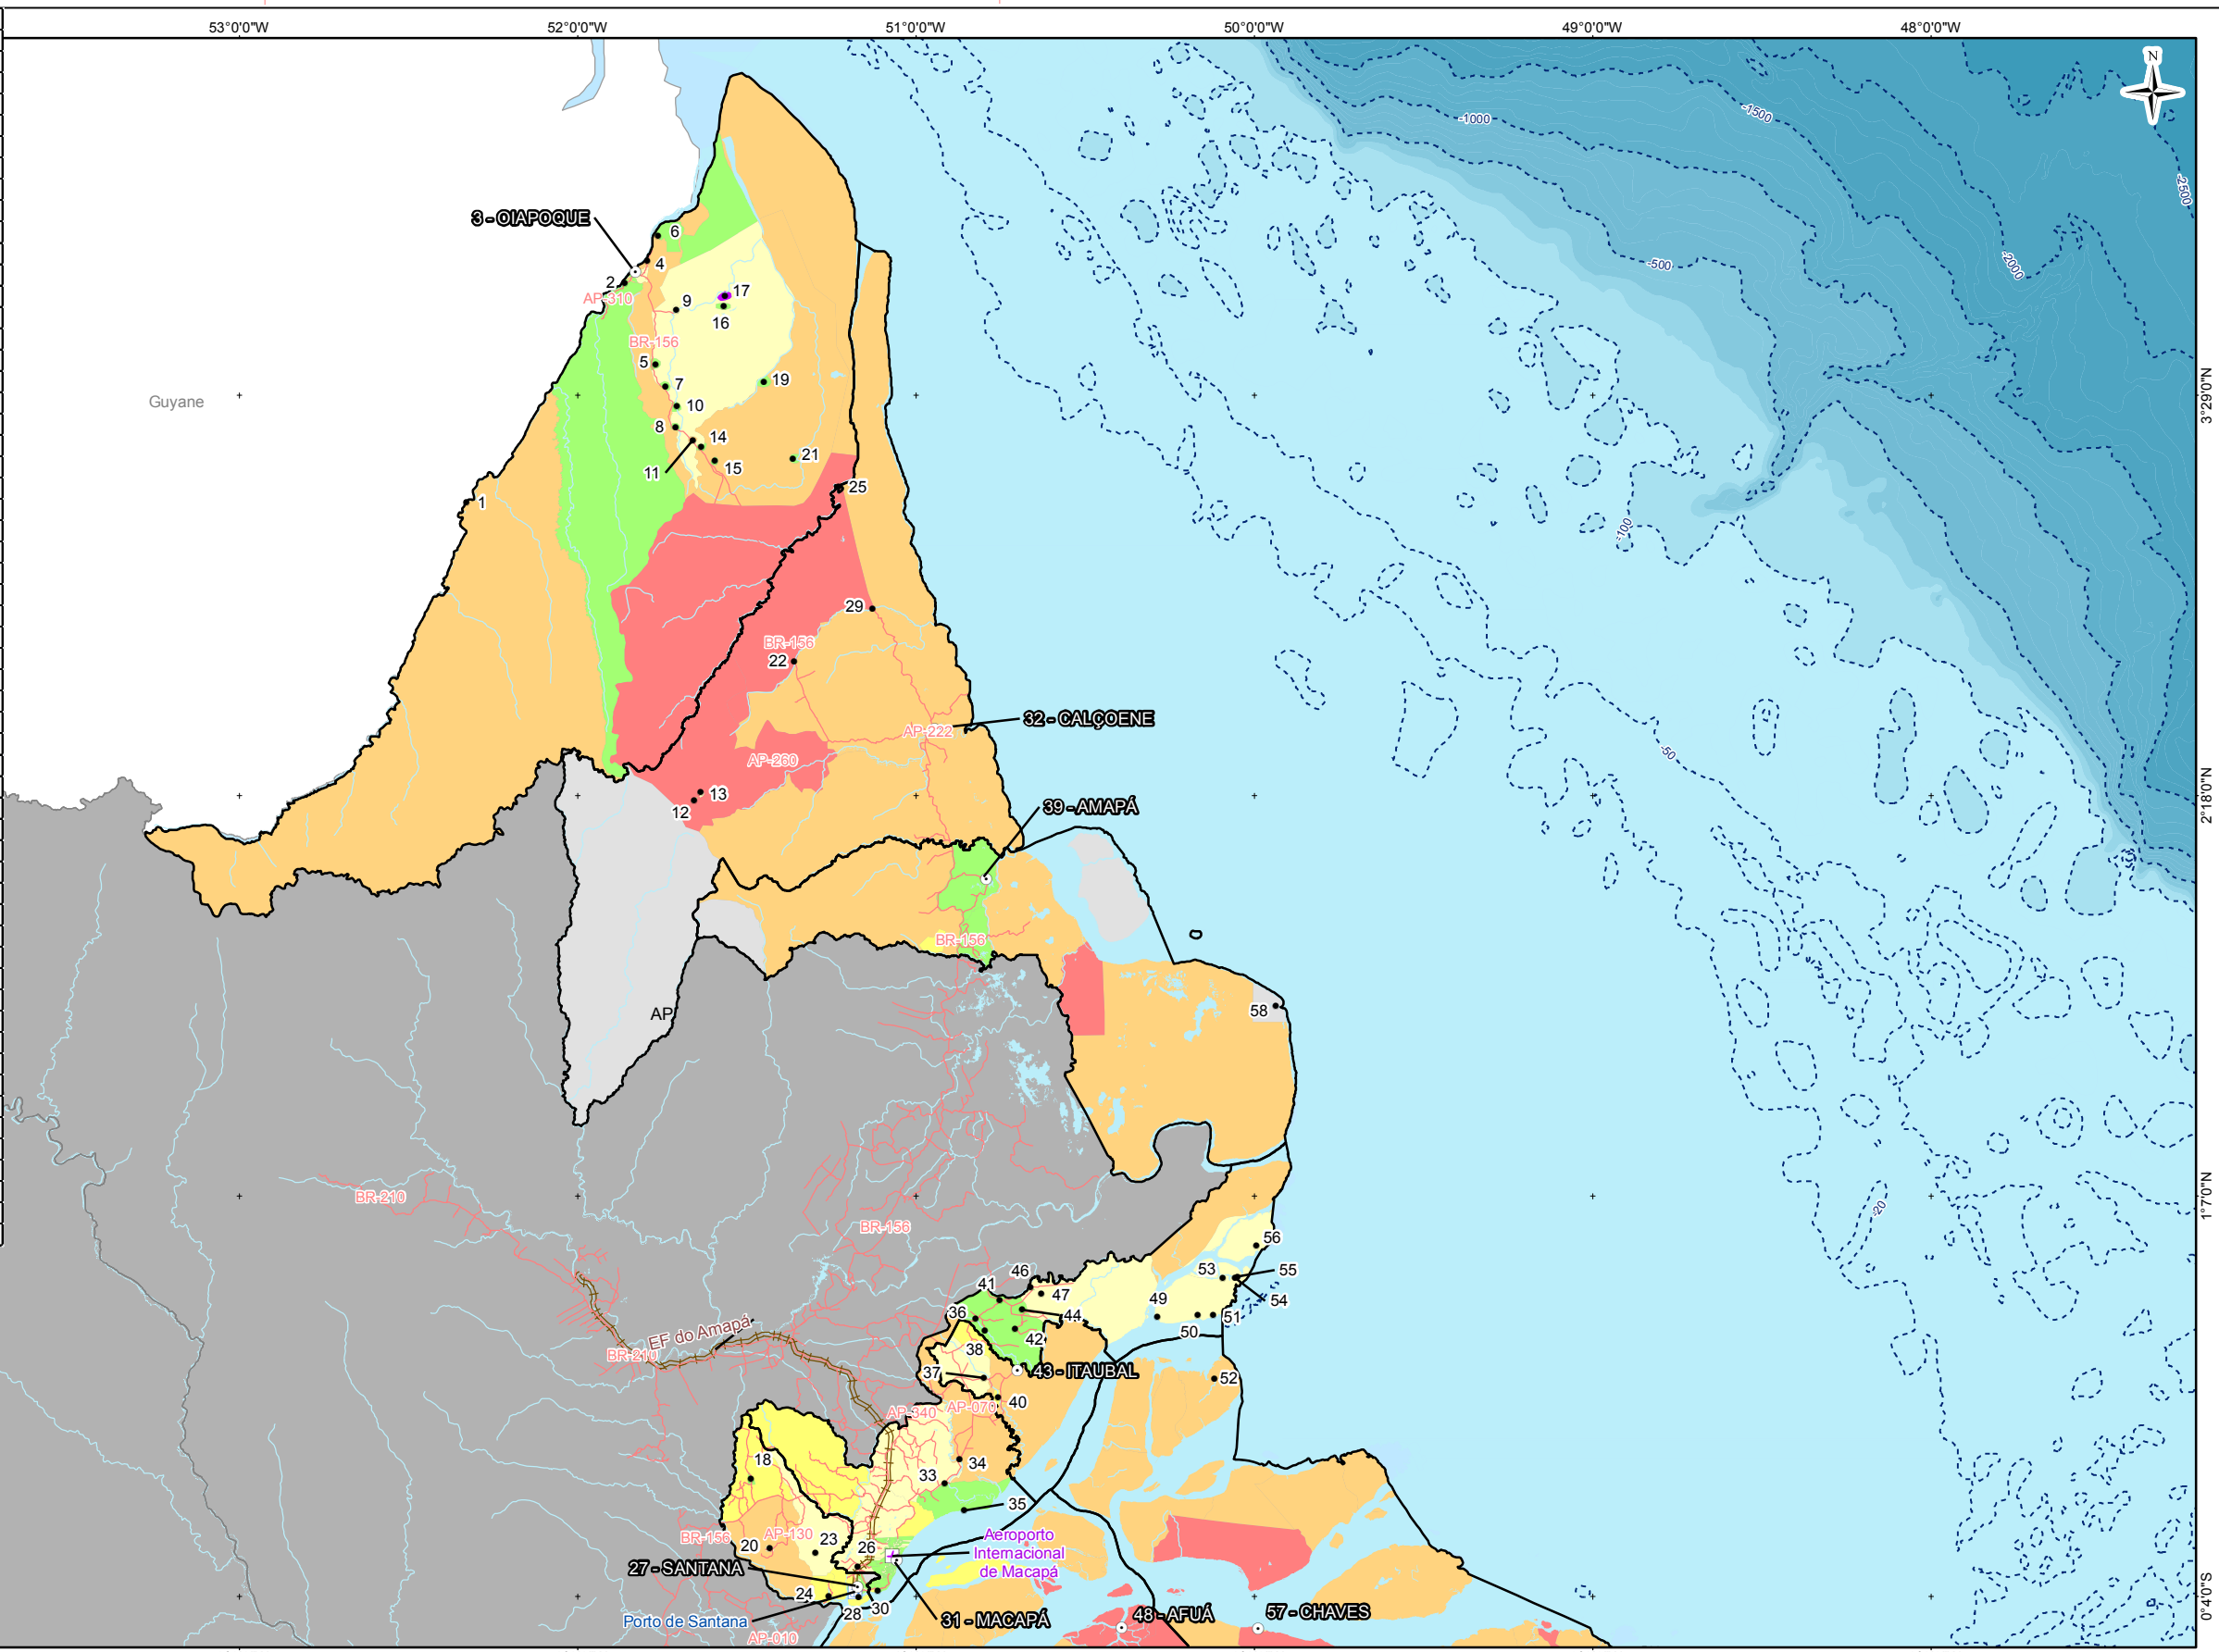 53°0'0"W
52°0'0"W
51°0'0"W
50°0'0"W
49°0'0"W
48°0'0"W
N
-1000
-1500
-2500
-500
-2000
3 - OIAPOQUE
6
4
2
AP-310
9
17
16
BR-156
5
7
19
10
8
14
11
15
21
25
1
Guyane
3°29'0"N
-100
29
BR-156
22
32 - CALÇOENE
AP-222
AP-260
-50
13
12
39 - AMAPÁ
2°18'0"N
BR-156
AP
58
BR-210
BR-156
1°7'0"N
-20
56
53
55
54
46
41
47
49
36
44
51
50
42
38
EF do Amapá
BR-210
37
43 - ITAUBAL
52
40
AP-340
AP-070
18
34
33
35
BR-156
AP-130
Aeroporto
Internacional
de Macapá
20
23
26
27 - SANTANA
24
28
30
31 - MACAPÁ
Porto de Santana
48 - AFUÁ
57 - CHAVES
AP-010
0°4'0"S